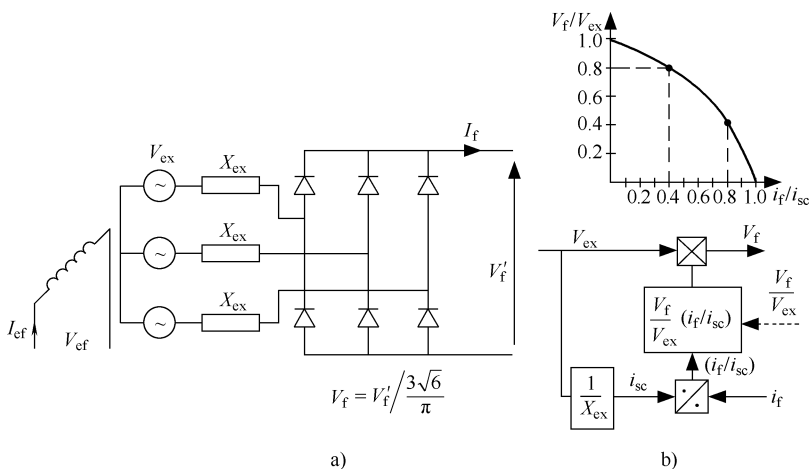 V_ex
X_ex
X_ex
X_ex
~
~
~
I_f
V_f'
I_ef
V_ef
V_f = V_f' / 3√6/π
a)
V_f/V_ex
1.0
0.8
0.6
0.4
0.2
0.2 0.4 0.6 0.8 1.0 i_f/i_sc
V_ex
V_f
V_f/V_ex (i_f/i_sc)
V_f/V_ex
(i_f/i_sc)
1/X_ex
i_sc
i_f
b)